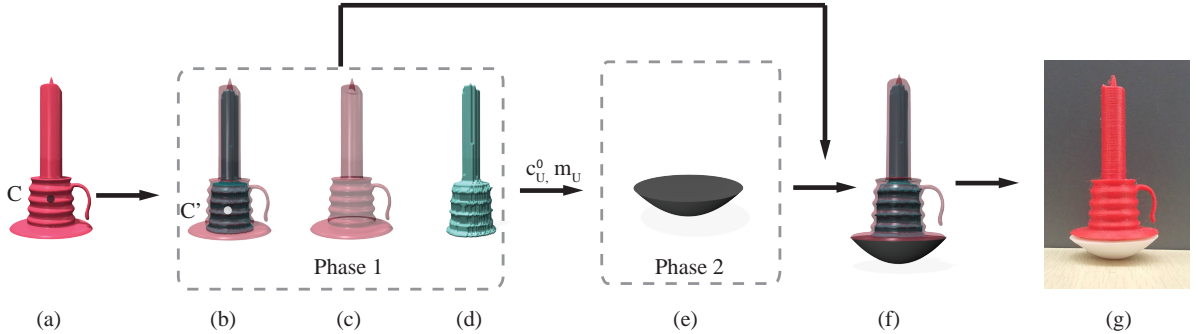 C
C'
c⁰U, mU
Phase 1
Phase 2
(a)
(b)
(c)
(d)
(e)
(f)
(g)